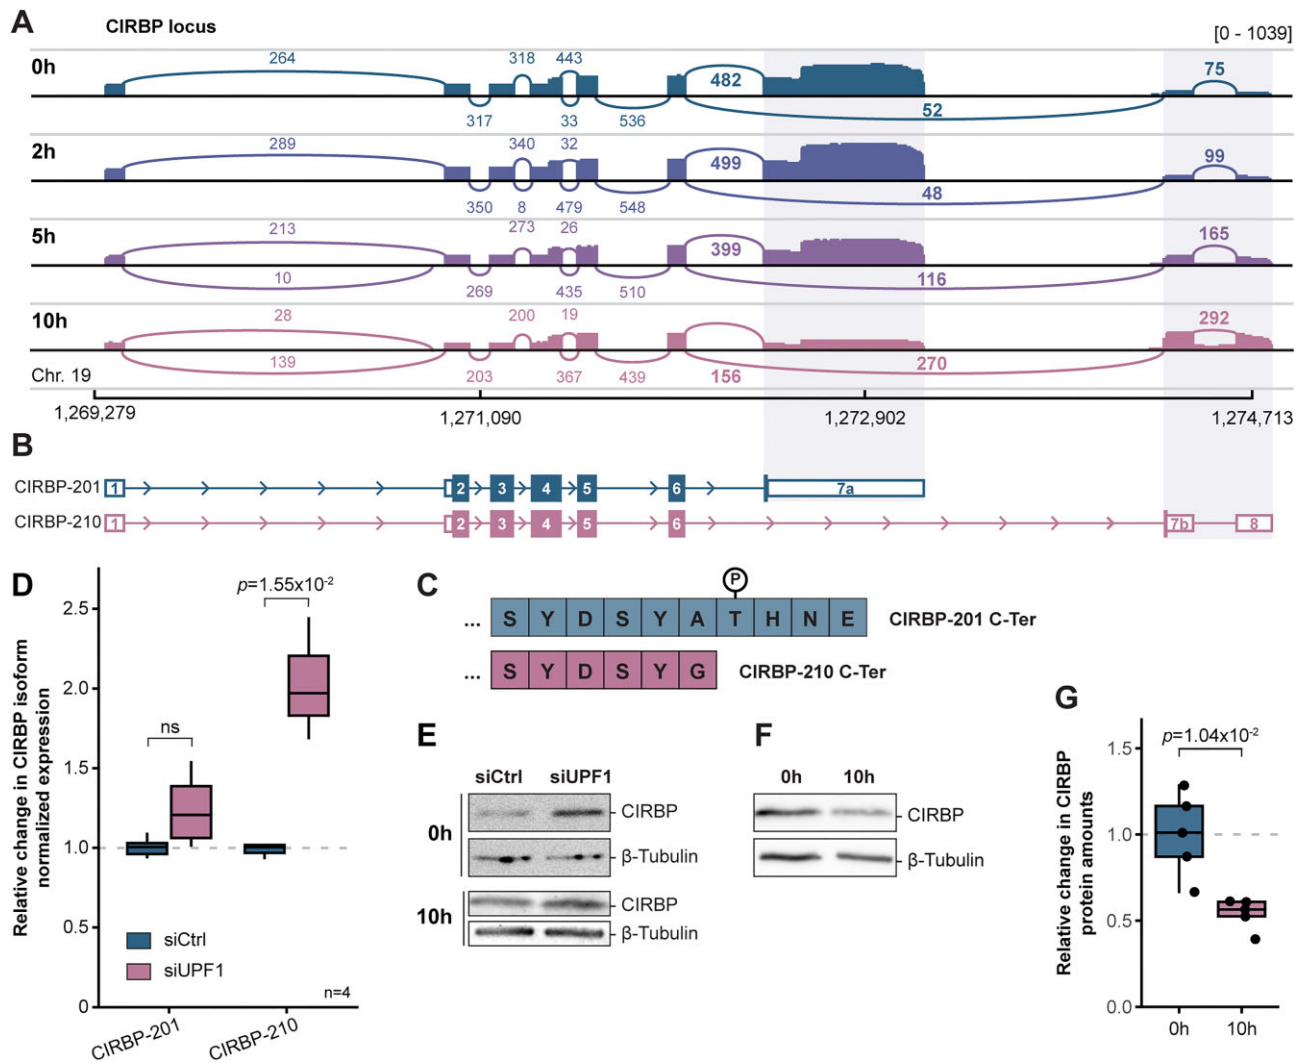 A
CIRBP locus
[0 - 1039]
0h
264
318
443
482
75
317
33
536
52
2h
289
340
32
499
99
350
8
479
548
48
5h
213
273
26
399
165
10
269
435
510
116
10h
28
200
19
292
139
203
367
439
156
270
Chr. 19
1,269,279
1,271,090
1,272,902
1,274,713
B
CIRBP-201
1
2
3
4
5
6
7a
CIRBP-210
1
2
3
4
5
6
7b
8
D
Relative change in CIRBP isoform
normalized expression
p=1.55x10⁻²
ns
2.5
2.0
1.5
1.0
0.5
0
siCtrl
siUPF1
n=4
CIRBP-201
CIRBP-210
C
P
... S Y D S Y A T H N E CIRBP-201 C-Ter
... S Y D S Y G CIRBP-210 C-Ter
E
siCtrl siUPF1
0h
CIRBP
β-Tubulin
10h
CIRBP
β-Tubulin
F
0h 10h
CIRBP
β-Tubulin
G
Relative change in CIRBP
protein amounts
p=1.04x10⁻²
1.5
1.0
0.5
0.0
0h 10h